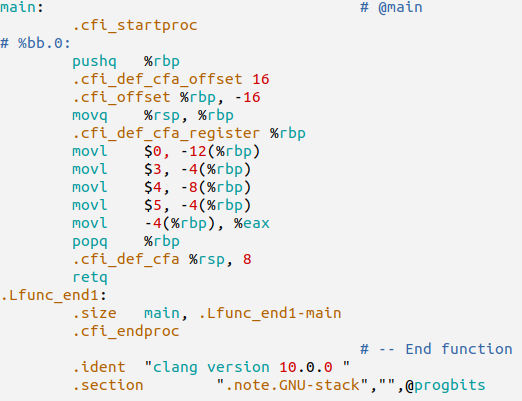 main:                                   # @main
        .cfi_startproc
# %bb.0:
        pushq   %rbp
        .cfi_def_cfa_offset 16
        .cfi_offset %rbp, -16
        movq    %rsp, %rbp
        .cfi_def_cfa_register %rbp
        movl    $0, -12(%rbp)
        movl    $3, -4(%rbp)
        movl    $4, -8(%rbp)
        movl    $5, -4(%rbp)
        movl    -4(%rbp), %eax
        popq    %rbp
        .cfi_def_cfa %rsp, 8
        retq
.Lfunc_end1:
        .size   main, .Lfunc_end1-main
        .cfi_endproc
                                        # -- End function
        .ident  "clang version 10.0.0 "
        .section        ".note.GNU-stack","",@progbits